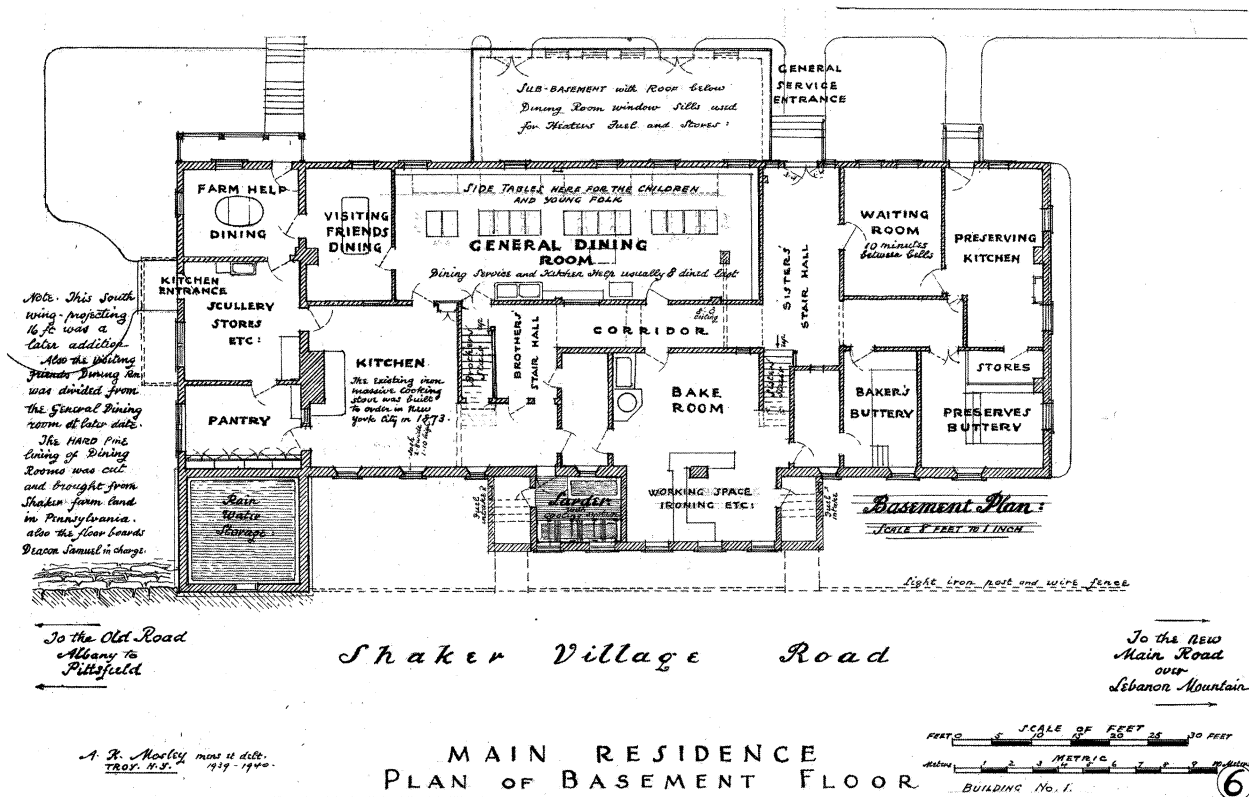 SUB-BASEMENT with ROOF below
Dining Room window sills used
for Heaters Fuel and Stores:
GENERAL
SERVICE
ENTRANCE
FARM HELP
DINING
VISITING
FRIENDS
DINING
SIDE TABLES HERE FOR THE CHILDREN
AND YOUNG FOLK
GENERAL DINING
ROOM
Dining Service and Kitchen Help usually 8 dined last
SISTERS'
STAIR HALL
WAITING
ROOM
10 minutes
between bells
PRESERVING
KITCHEN
KITCHEN
ENTRANCE
SCULLERY
STORES
ETC:
Note. This South
wing-projecting
16 ft was a
later addition
Also the visiting
friends Dining Rm.
was divided from
the General Dining
room at later date.
The HARD PINE
lining of Dining
Rooms was cut
and brought from
Shaker farm land
in Pennsylvania.
also the floor boards
Deacon Samuel in charge.
KITCHEN
The existing iron
massive cooking
stove was built
to order in New
York City in 1873.
BROTHERS'
STAIR HALL
up
CORRIDOR
up
BAKE
ROOM
BAKER'S
BUTTERY
STORES
PRESERVES
BUTTERY
PANTRY
Rain
Water
Storage:
Larder
WORKING SPACE
IRONING ETC:
Fuel
intake
Fuel
intake
Basement Plan:
SCALE 8 FEET TO 1 INCH
light iron post and wire fence
To the Old Road
Albany to
Pittsfield
Shaker Village Road
To the NEW
Main Road
over
Lebanon Mountain
A. K. Mosley mens et delt.
TROY. N.Y. 1939-1940.
MAIN RESIDENCE
PLAN OF BASEMENT FLOOR
SCALE OF FEET
FEET 0 5 10 15 20 25 30 FEET
METRIC
Meters 1 2 3 4 5 6 7 8 9 10 Meters
BUILDING No. 1.
6